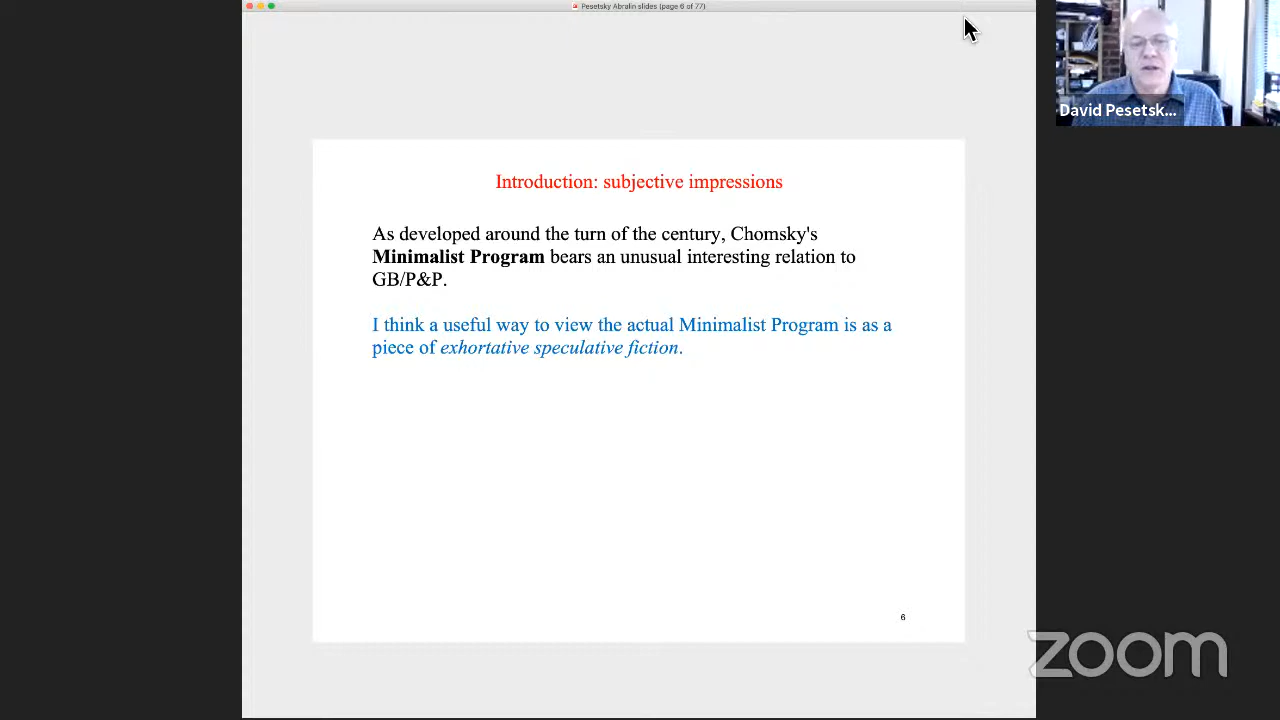 Pesetsky Abralin slides (page 6 of 77)
David Pesetsk...
Introduction: subjective impressions
As developed around the turn of the century, Chomsky's
Minimalist Program bears an unusual interesting relation to
GB/P&P.
I think a useful way to view the actual Minimalist Program is as a
piece of exhortative speculative fiction.
6
zoom